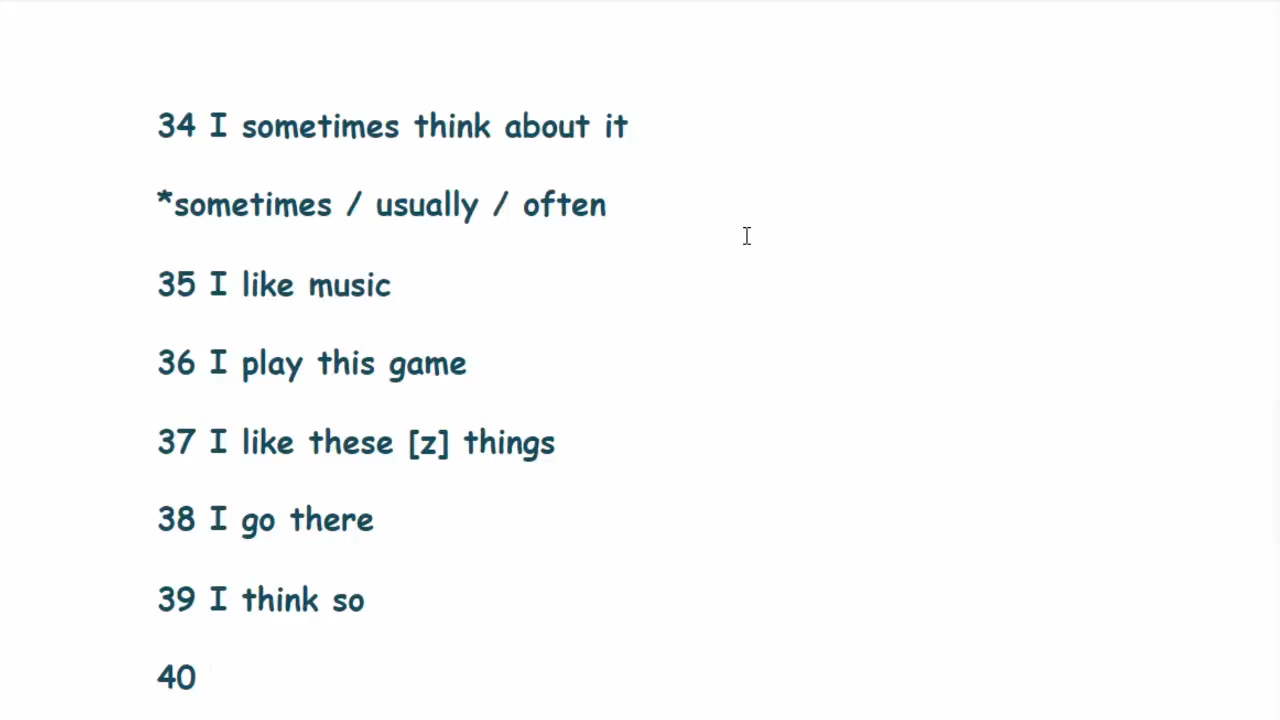 34 I sometimes think about it
*sometimes / usually / often
35 I like music
36 I play this game
37 I like these [z] things
38 I go there
39 I think so
40